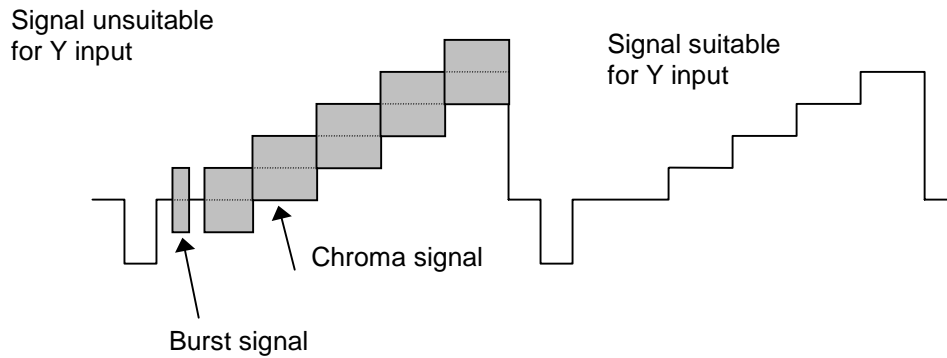 Signal unsuitable
for Y input
Signal suitable
for Y input
Chroma signal
Burst signal